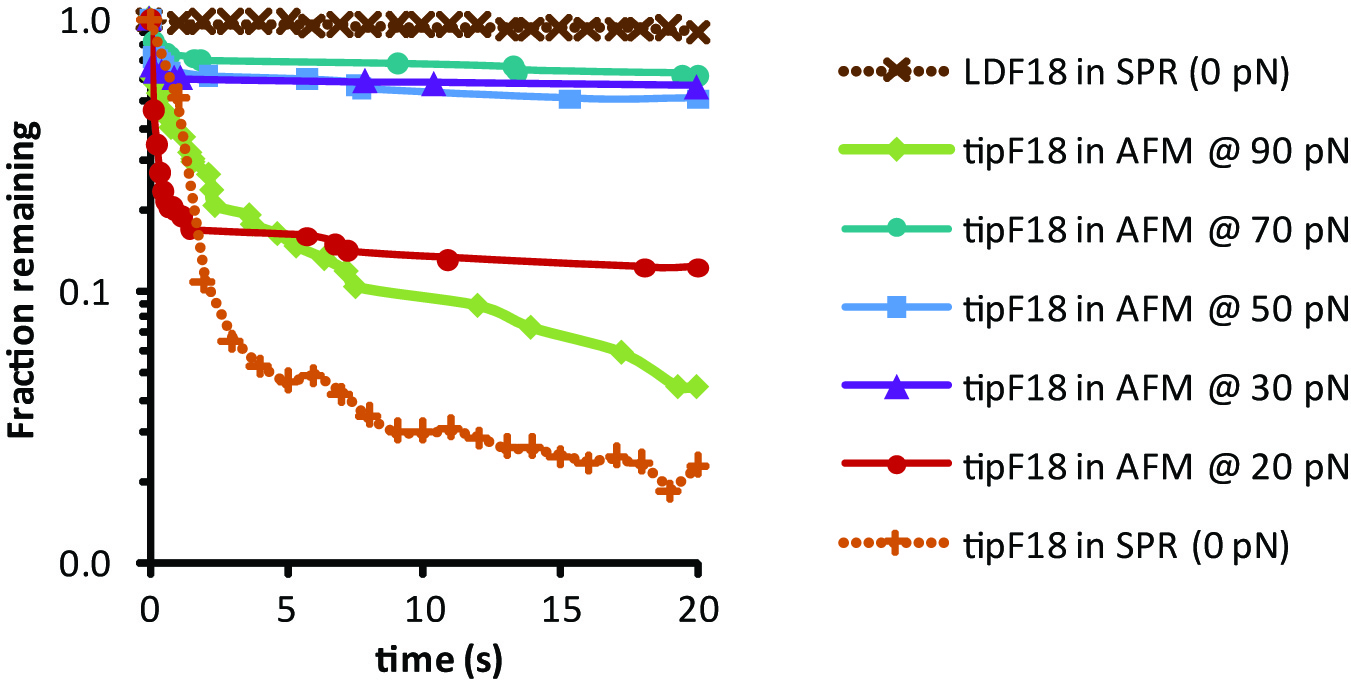 Fraction remaining
1.0
0.1
0.0
0
5
10
15
20
time (s)
LDF18 in SPR (0 pN)
tipF18 in AFM @ 90 pN
tipF18 in AFM @ 70 pN
tipF18 in AFM @ 50 pN
tipF18 in AFM @ 30 pN
tipF18 in AFM @ 20 pN
tipF18 in SPR (0 pN)